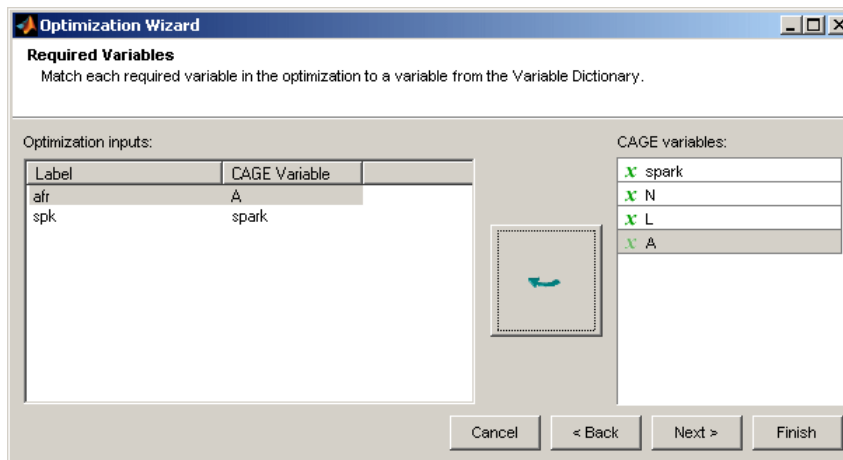 Optimization Wizard
Required Variables
Match each required variable in the optimization to a variable from the Variable Dictionary.
Optimization inputs:
Label CAGE Variable
afr A
spk spark
CAGE variables:
x spark
x N
x L
x A
Cancel < Back Next > Finish